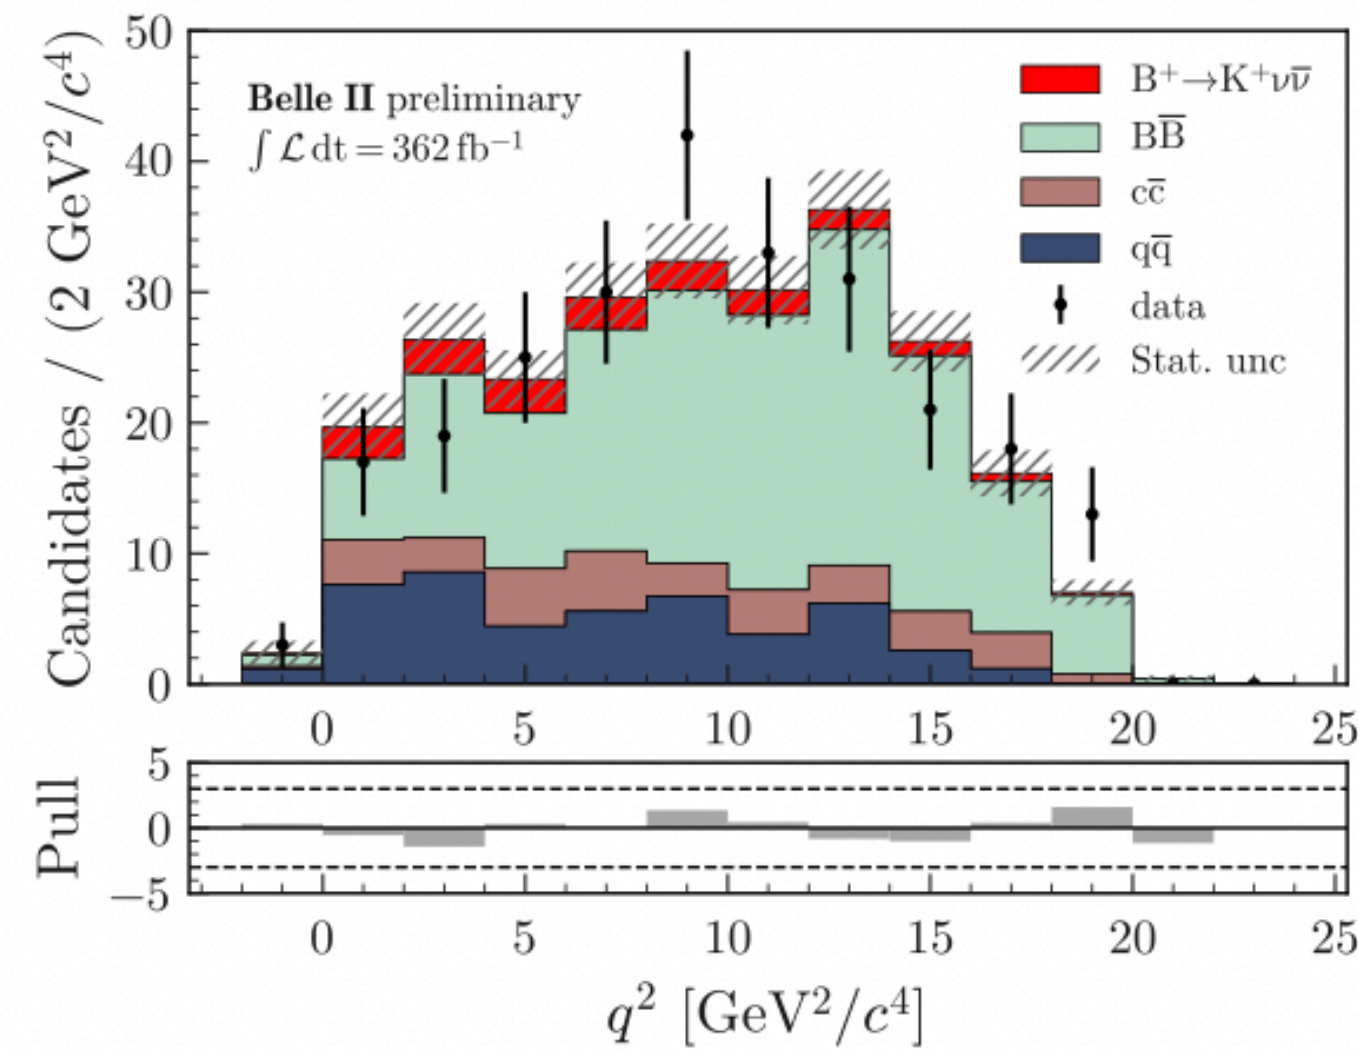 Candidates / (2 GeV²/c⁴)
50
40
30
20
10
0
Belle II preliminary
∫ ℒ dt = 362 fb⁻¹
B⁺→K⁺νν̅
BB̅
cc̅
qq̅
data
Stat. unc
0 5 10 15 20 25
Pull
5
0
−5
0 5 10 15 20 25
q² [GeV²/c⁴]